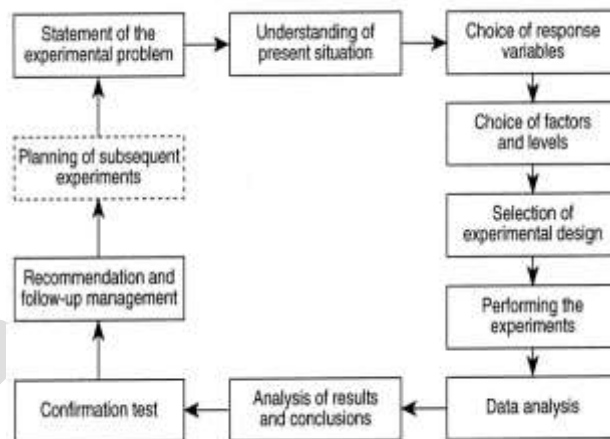 Statement of the
experimental problem
Understanding of
present situation
Choice of response
variables
Choice of factors
and levels
Selection of
experimental design
Performing the
experiments
Data analysis
Analysis of results
and conclusions
Confirmation test
Recommendation and
follow-up management
Planning of subsequent
experiments